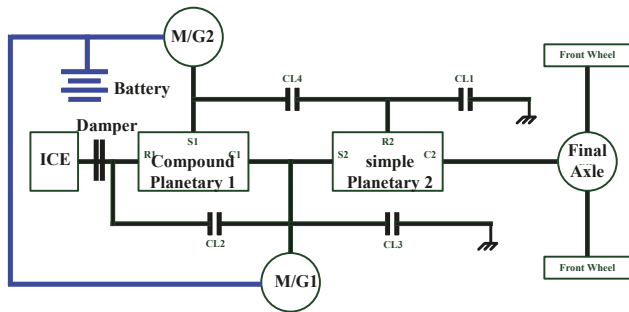 M/G2
Front Wheel
CL4
CL1
Battery
Damper
S1
R2
ICE
R1
Compound
Planetary 1
C1
S2
simple
Planetary 2
C2
Final
Axle
CL2
CL3
M/G1
Front Wheel